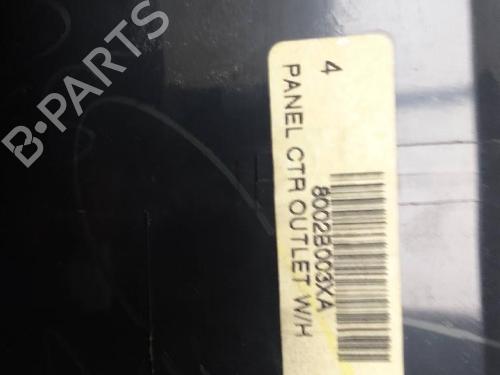 B-PARTS
4
8002B003XA
PANEL CTR OUTLET W/H